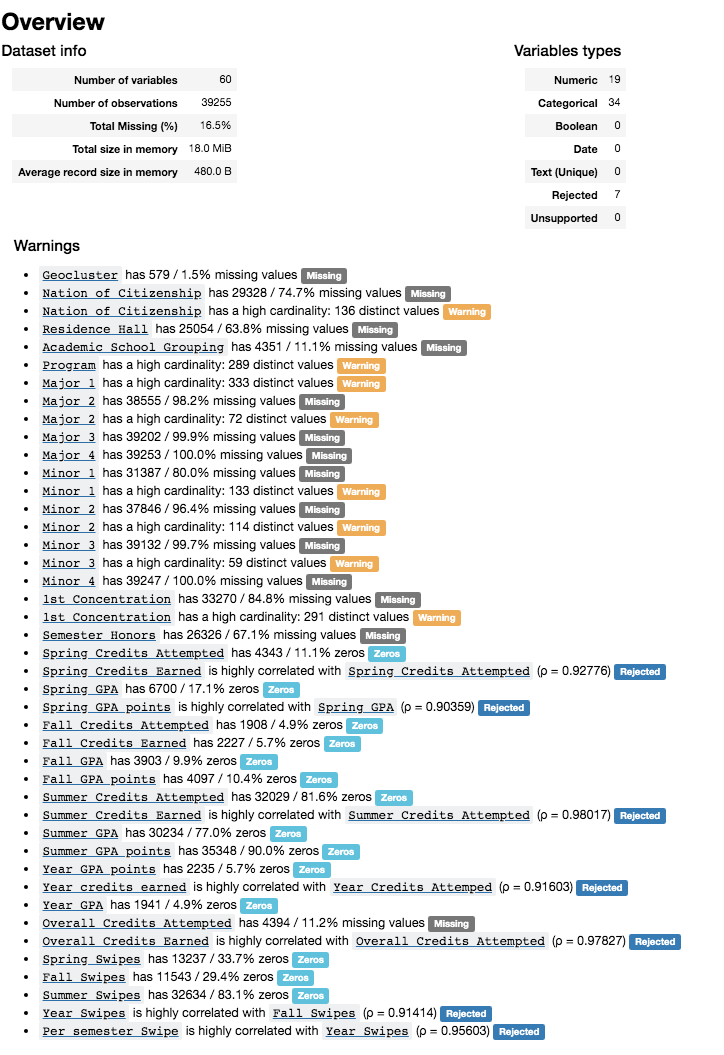 Overview
Dataset info
Variables types
Number of variables 60
Number of observations 39255
Total Missing (%) 16.5%
Total size in memory 18.0 MiB
Average record size in memory 480.0 B
Numeric 19
Categorical 34
Boolean 0
Date 0
Text (Unique) 0
Rejected 7
Unsupported 0
Warnings
• Geocluster has 579 / 1.5% missing values Missing
• Nation of Citizenship has 29328 / 74.7% missing values Missing
• Nation of Citizenship has a high cardinality: 136 distinct values Warning
• Residence Hall has 25054 / 63.8% missing values Missing
• Academic School Grouping has 4351 / 11.1% missing values Missing
• Program has a high cardinality: 289 distinct values Warning
• Major 1 has a high cardinality: 333 distinct values Warning
• Major 2 has 38555 / 98.2% missing values Missing
• Major 2 has a high cardinality: 72 distinct values Warning
• Major 3 has 39202 / 99.9% missing values Missing
• Major 4 has 39253 / 100.0% missing values Missing
• Minor 1 has 31387 / 80.0% missing values Missing
• Minor 1 has a high cardinality: 133 distinct values Warning
• Minor 2 has 37846 / 96.4% missing values Missing
• Minor 2 has a high cardinality: 114 distinct values Warning
• Minor 3 has 39132 / 99.7% missing values Missing
• Minor 3 has a high cardinality: 59 distinct values Warning
• Minor 4 has 39247 / 100.0% missing values Missing
• 1st Concentration has 33270 / 84.8% missing values Missing
• 1st Concentration has a high cardinality: 291 distinct values Warning
• Semester Honors has 26326 / 67.1% missing values Missing
• Spring Credits Attempted has 4343 / 11.1% zeros Zeros
• Spring Credits Earned is highly correlated with Spring Credits Attempted (ρ = 0.92776) Rejected
• Spring GPA has 6700 / 17.1% zeros Zeros
• Spring GPA points is highly correlated with Spring GPA (ρ = 0.90359) Rejected
• Fall Credits Attempted has 1908 / 4.9% zeros Zeros
• Fall Credits Earned has 2227 / 5.7% zeros Zeros
• Fall GPA has 3903 / 9.9% zeros Zeros
• Fall GPA points has 4097 / 10.4% zeros Zeros
• Summer Credits Attempted has 32029 / 81.6% zeros Zeros
• Summer Credits Earned is highly correlated with Summer Credits Attempted (ρ = 0.98017) Rejected
• Summer GPA has 30234 / 77.0% zeros Zeros
• Summer GPA points has 35348 / 90.0% zeros Zeros
• Year GPA points has 2235 / 5.7% zeros Zeros
• Year credits earned is highly correlated with Year Credits Attemped (ρ = 0.91603) Rejected
• Year GPA has 1941 / 4.9% zeros Zeros
• Overall Credits Attempted has 4394 / 11.2% missing values Missing
• Overall Credits Earned is highly correlated with Overall Credits Attempted (ρ = 0.97827) Rejected
• Spring Swipes has 13237 / 33.7% zeros Zeros
• Fall Swipes has 11543 / 29.4% zeros Zeros
• Summer Swipes has 32634 / 83.1% zeros Zeros
• Year Swipes is highly correlated with Fall Swipes (ρ = 0.91414) Rejected
• Per semester Swipe is highly correlated with Year Swipes (ρ = 0.95603) Rejected